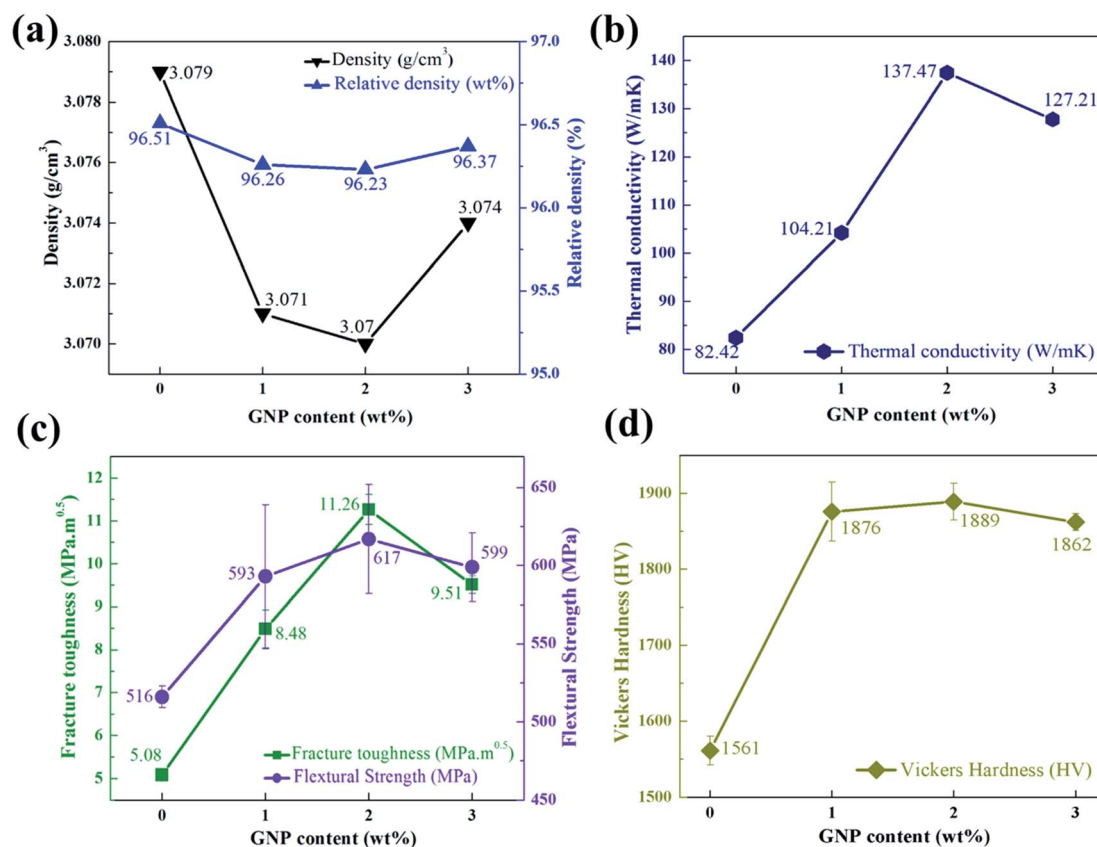 (a)
3.080
3.078
3.076
3.074
3.072
3.070
Density (g/cm³)
Density (g/cm³)
Relative density (wt%)
3.079
3.071
3.07
3.074
96.51
96.26
96.23
96.37
97.0
96.5
96.0
95.5
95.0
Relative density (%)
0 1 2 3
GNP content (wt%)
(b)
140
130
120
110
100
90
80
Thermal conductivity (W/mK)
82.42
104.21
137.47
127.21
Thermal conductivity (W/mK)
0 1 2 3
GNP content (wt%)
(c)
12
11
10
9
8
7
6
5
Fracture toughness (MPa.m⁰·⁵)
516
593
617
599
5.08
8.48
11.26
9.51
Fracture toughness (MPa.m⁰·⁵)
Flextural Strength (MPa)
650
600
550
500
450
Flextural Strength (MPa)
0 1 2 3
GNP content (wt%)
(d)
1900
1800
1700
1600
1500
Vickers Hardness (HV)
1561
1876
1889
1862
Vickers Hardness (HV)
0 1 2 3
GNP content (wt%)